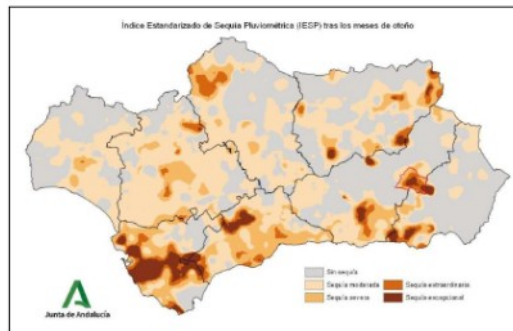 Índice Estandarizado de Sequía Pluviométrica (IESP) tras los meses de otoño
Sin sequía
Sequía moderada
Sequía severa
Sequía extraordinaria
Sequía excepcional
Junta de Andalucía